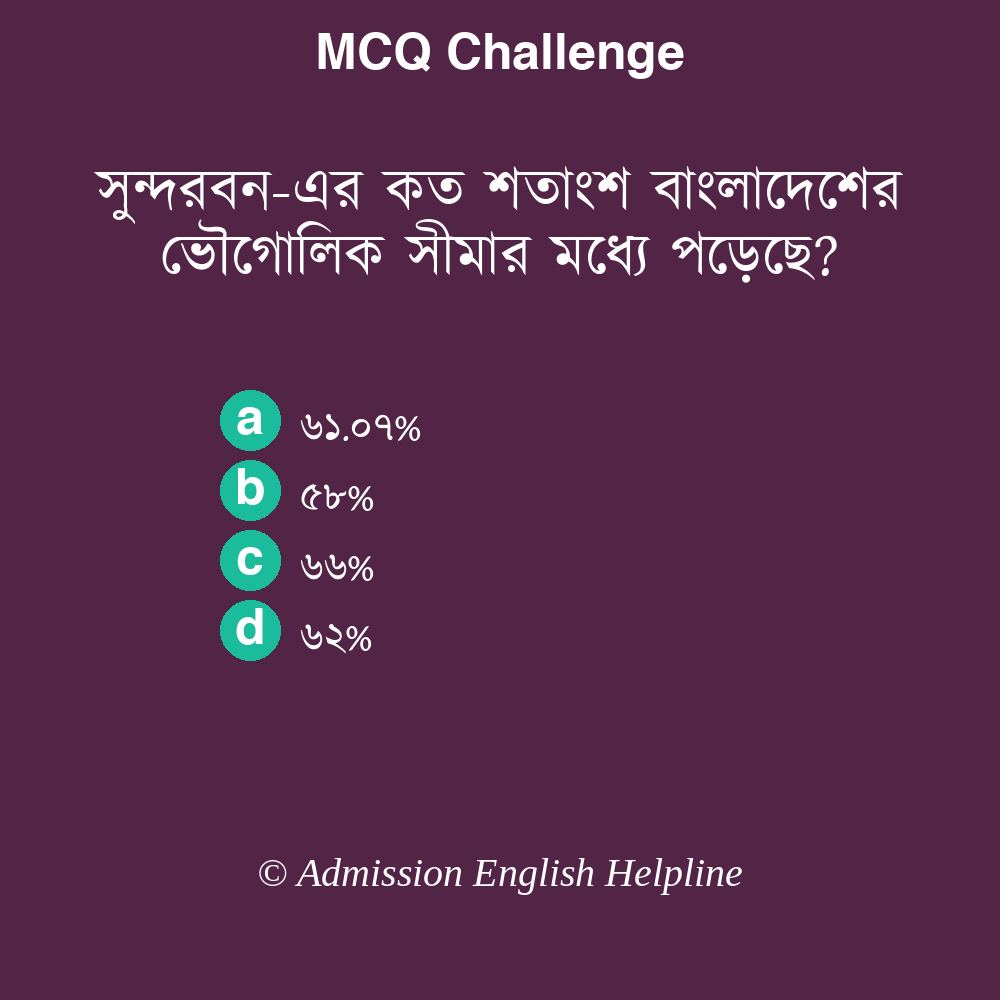 MCQ Challenge
সুন্দরবন-এর কত শতাংশ বাংলাদেশের
ভৌগোলিক সীমার মধ্যে পড়েছে?
a ৬১.০৭%
b ৫৮%
c ৬৬%
d ৬২%
© Admission English Helpline